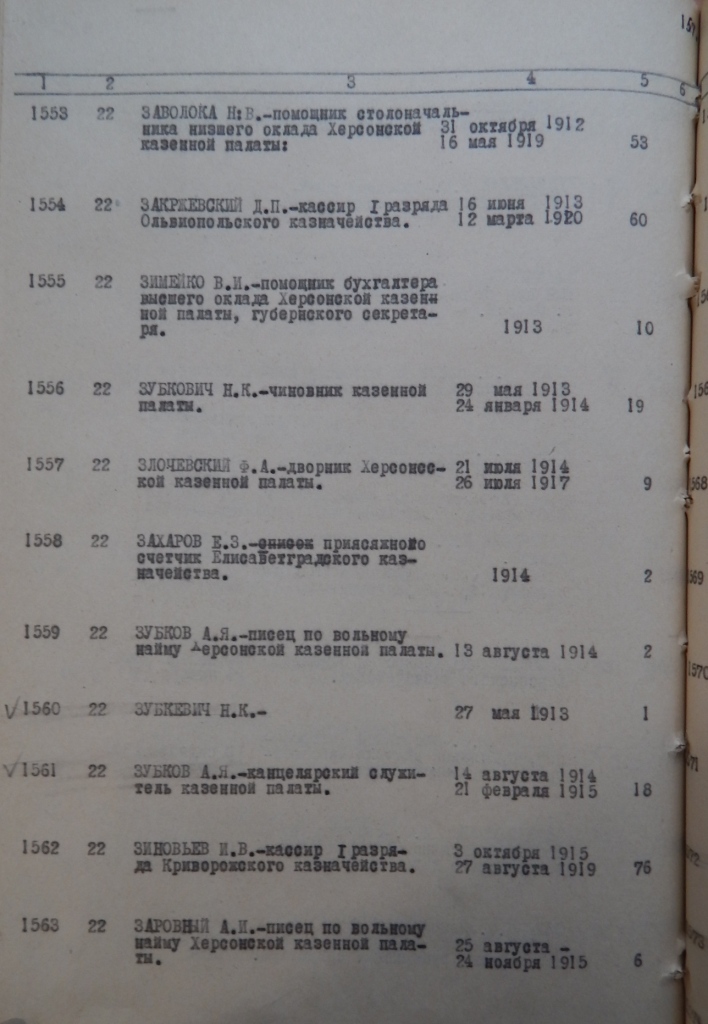 1 2 3 4 5 6
1553 22 ЗАВОЛОКА Н.В.-помощник столоначаль-
ника низшего оклада Херсонской 31 октября 1912
казенной палаты: 16 мая 1919 53
1554 22 ЗАКРЖЕВСКИЙ Д.П.-кассир I разряда 16 июня 1913
Ольвиопольского казначейства. 12 марта 1920 60
1555 22 ЗИМЕЙКО В.И.-помощник бухгалтера
высшего оклада Херсонской казен-
ной палаты, губернского секрета-
ря. 1913 10
1556 22 ЗУБКОВИЧ Н.К.-чиновник казенной 29 мая 1913
палаты. 24 января 1914 19
1557 22 ЗЛОЧЕВСКИЙ Ф.А.-дворник Херсонес- 21 июля 1914
кой казенной палаты. 26 июля 1917 9
1558 22 ЗАХАРОВ Е.З.-список присяжного
счетчик Елисаветградского каз-
начейства. 1914 2
1559 22 ЗУБКОВ А.Я.-писец по вольному
найму Херсонской казенной палаты. 13 августа 1914 2
1560 22 ЗУБКЕВИЧ Н.К.- 27 мая 1913 1
1561 22 ЗУБКОВ А.Я.-канцелярский служи- 14 августа 1914
тель казенной палаты. 21 февраля 1915 18
1562 22 ЗИНОВЬЕВ И.В.-кассир I разря- 3 октября 1915
да Криворожского казначейства. 27 августа 1919 76
1563 22 ЗАРОВНЫЙ А.И.-писец по вольному
найму Херсонской казенной пала- 25 августа -
ты. 24 ноября 1915 6